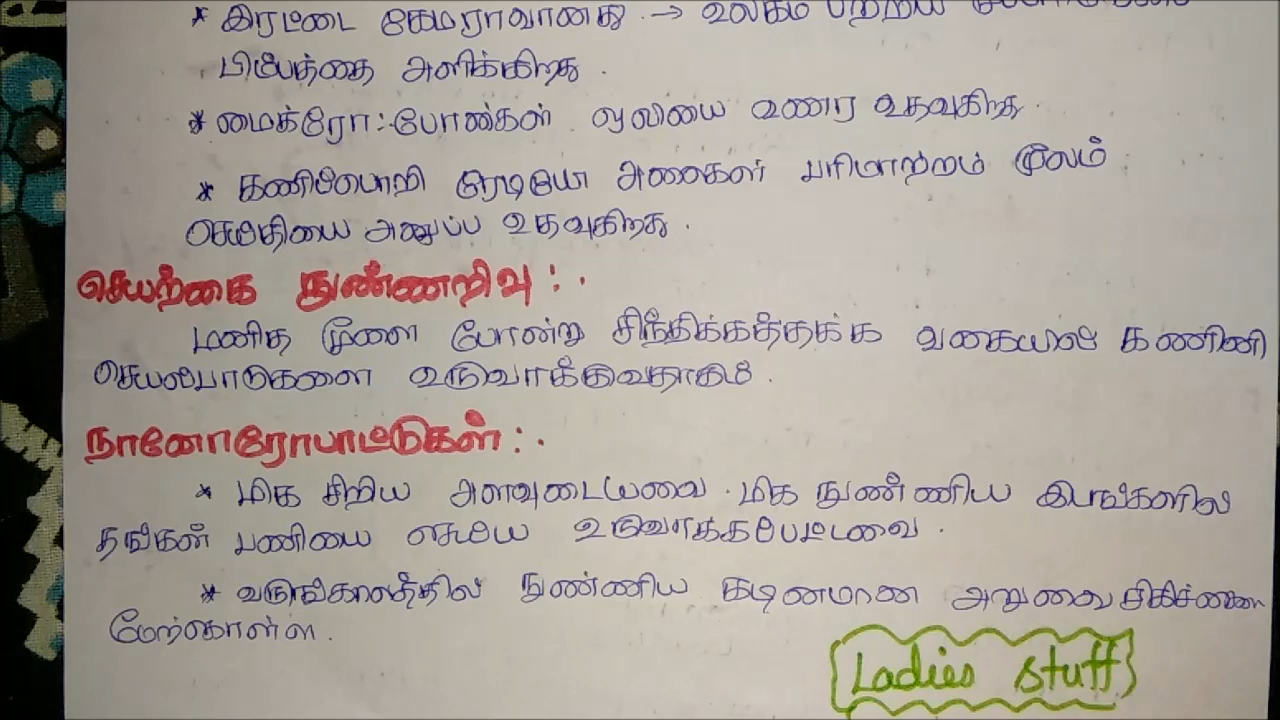 * இரட்டை கேமராவானது → உலகம் பற்றிய
பிம்பத்தை அளிக்கிறது.
* மைக்ரோஃபோண்கள் ஒலியை உணர உதவுகிறது.
* கணிப்பொறி ரேடியோ அலைகள் பரிமாற்றம் மூலம்
செய்தியை அனுப்ப உதவுகிறது.
செயற்கை நுண்ணறிவு :.
மனித மூளை போன்று சிந்திக்கத்தக்க வகையில் கணினி
செயல்பாடுகளை உருவாக்குவதாகும்.
நானோரோபாட்டுகள் :.
* மிக சிறிய அளவுடையவை. மிக நுண்ணிய இடங்களில்
தங்கள் பணியை செய்ய உருவாக்கப்பட்டவை.
* வருங்காலத்தில் நுண்ணிய கடினமான அறுவை சிகிச்சை
மேற்கொள்ள.
Ladies stuff